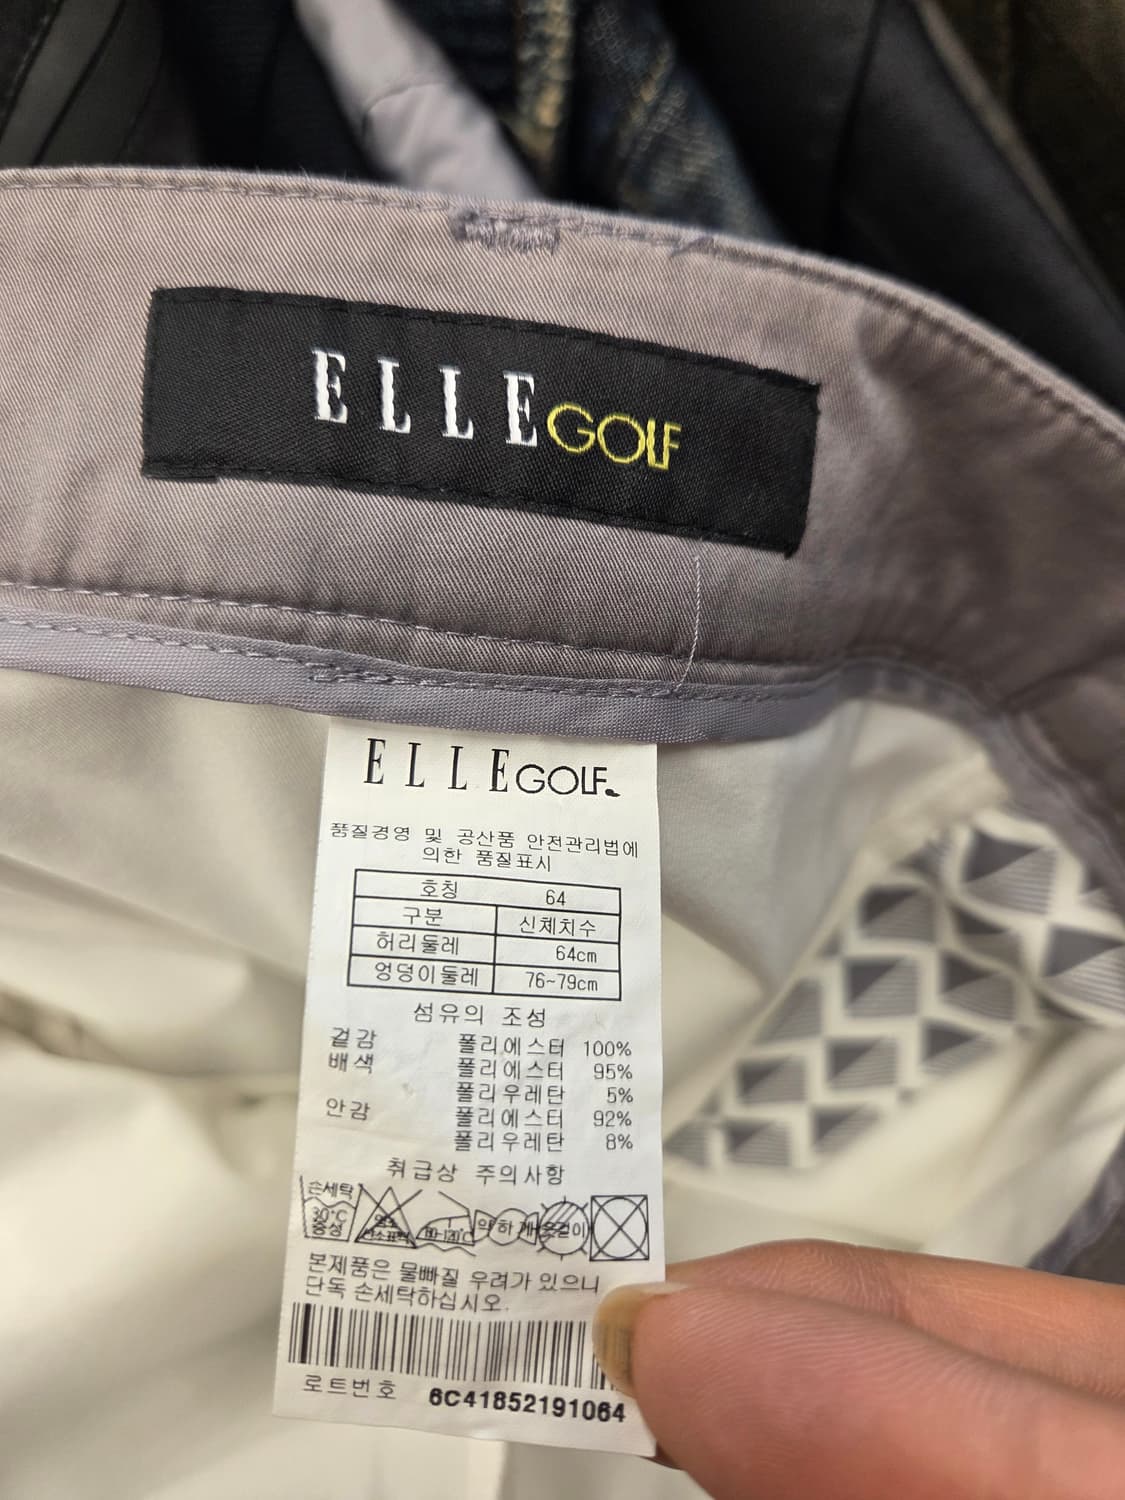 ELLE GOLF
ELLE GOLF
품질경영 및 공산품 안전관리법에
의한 품질표시
호칭 64
구분 신체치수
허리둘레 64cm
엉덩이둘레 76~79cm
섬유의 조성
겉감 폴리에스터 100%
배색 폴리에스터 95%
폴리우레탄 5%
안감 폴리에스터 92%
폴리우레탄 8%
취급상 주의사항
손세탁
30℃
중성
약하게
옷걸이
본제품은 물빠질 우려가 있으니
단독 손세탁하십시오.
로트번호 6C41852191064